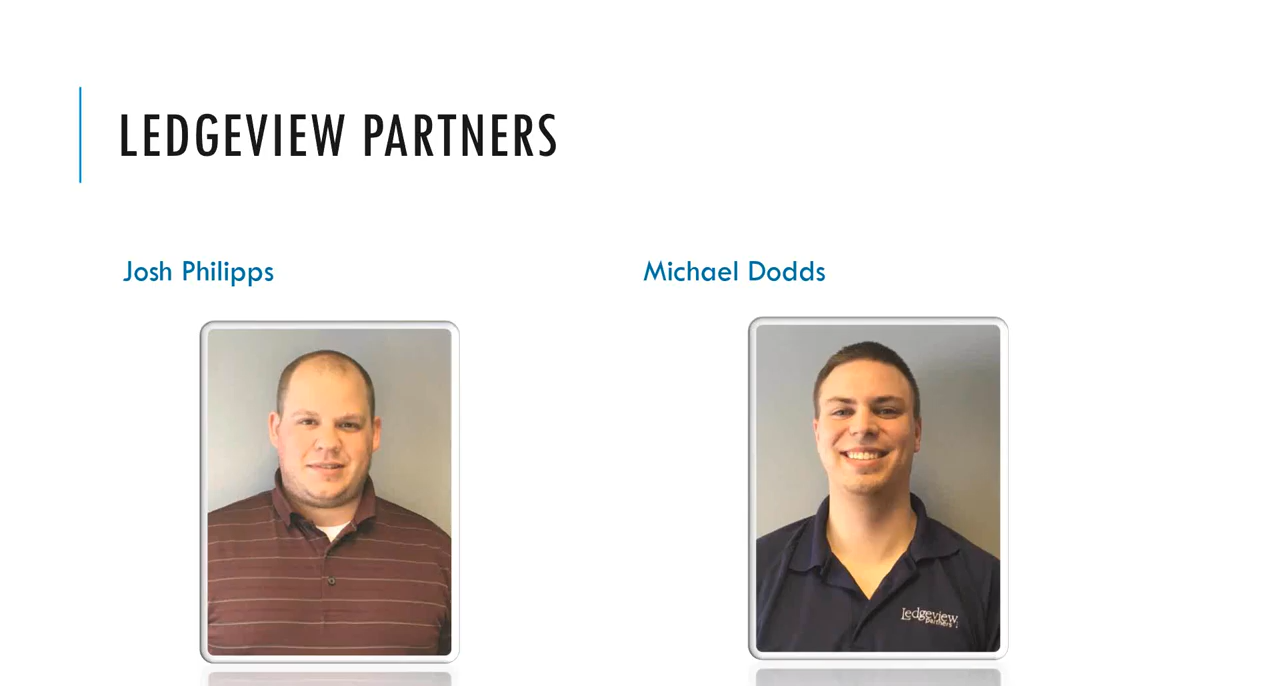 LEDGEVIEW PARTNERS
Josh Philipps
Michael Dodds
Ledgeview
partners